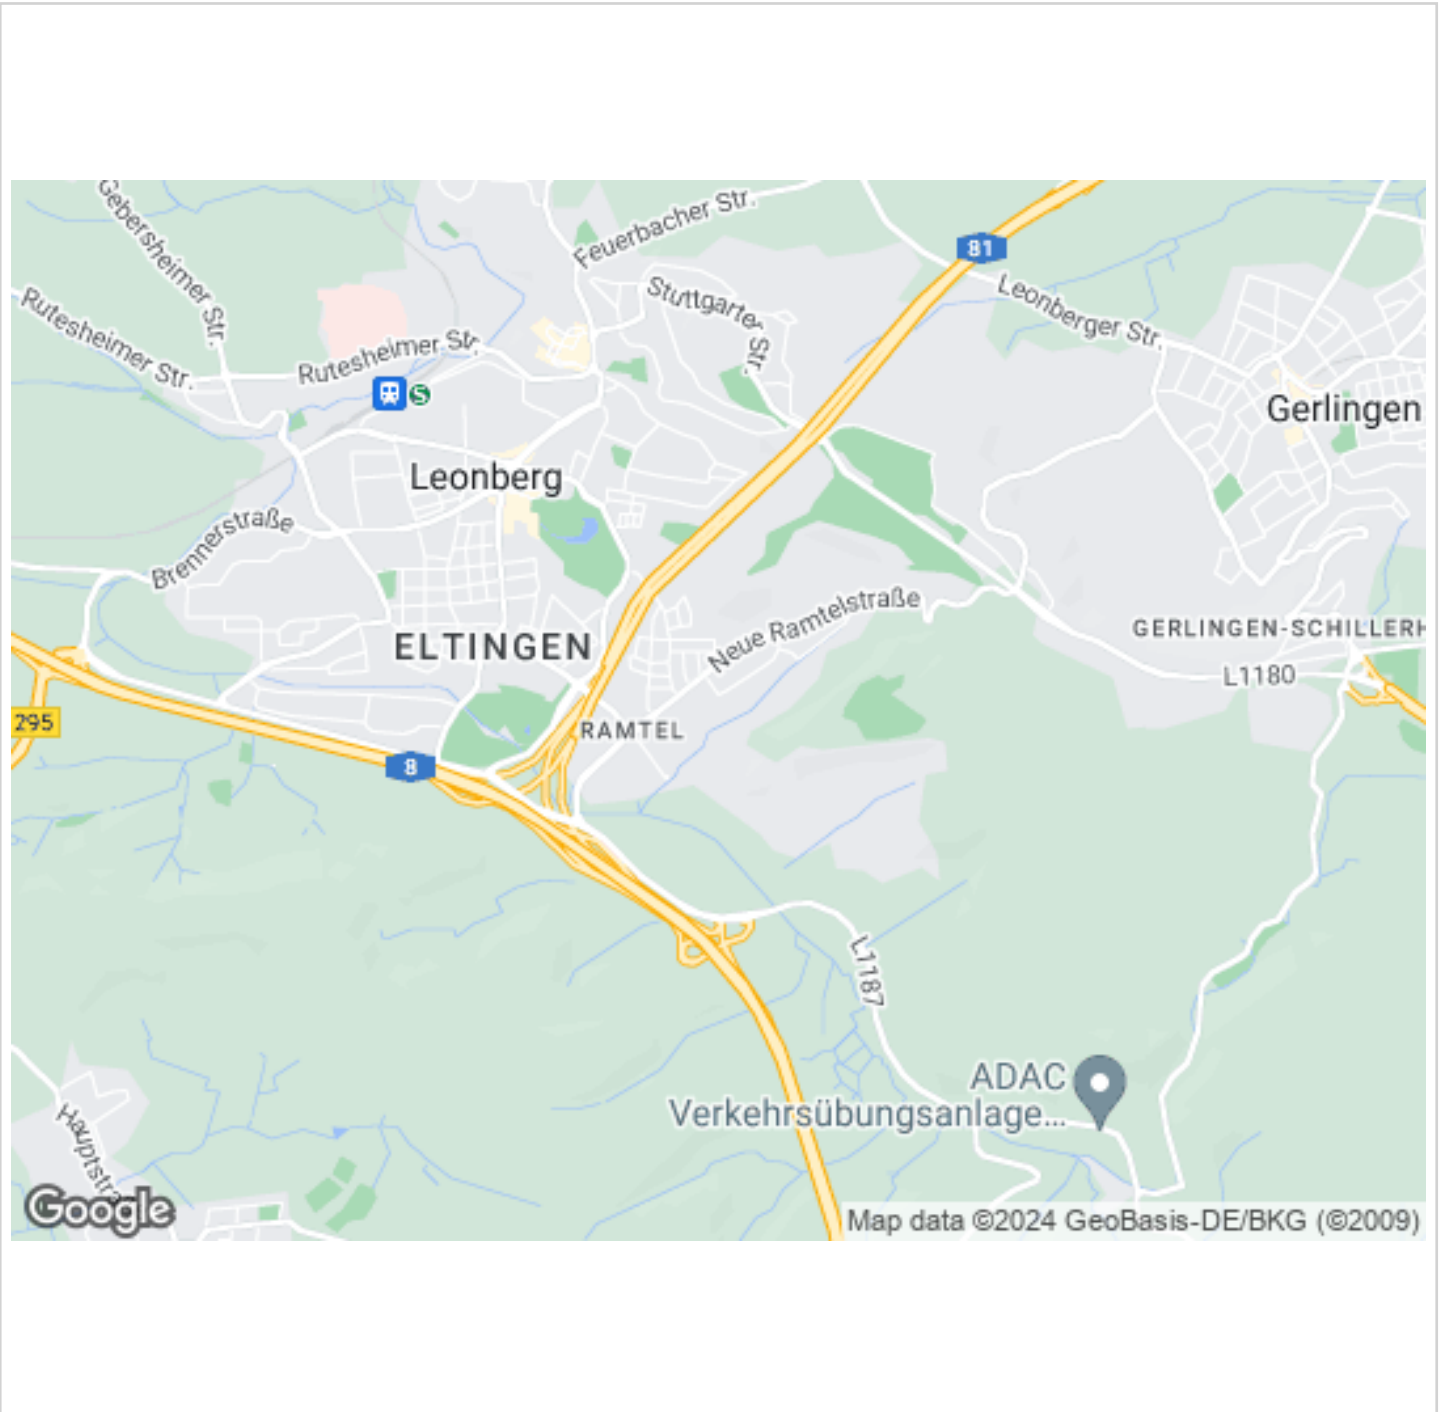 Gebersheimer Str.
Feuerbacher Str.
81
Rutesheimer Str.
Stuttgarter Str.
Leonberger Str.
Rutesheimer Str.
S
Gerlingen
Leonberg
Brennerstraße
Neue Ramtelstraße
GERLINGEN-SCHILLERH
ELTINGEN
L1180
295
RAMTEL
8
L1187
ADAC
Verkehrsübungsanlage...
Hauptstra
Google
Map data ©2024 GeoBasis-DE/BKG (©2009)